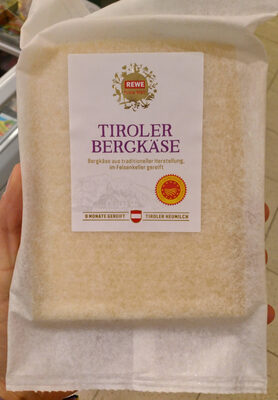 REWE
TIROLER
BERGKÄSE
Bergkäse aus traditioneller Herstellung,
im Felsenkeller gereift
6 MONATE GEREIFT TIROLER HEUMILCH